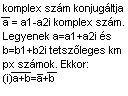 komplex szám konjugáltja
a̅ = a1-a2i komplex szám.
Legyenek a=a1+a2i és
b=b1+b2i tetszőleges km
px számok. Ekkor:
(i)a̅+̅b̅=a̅+b̅